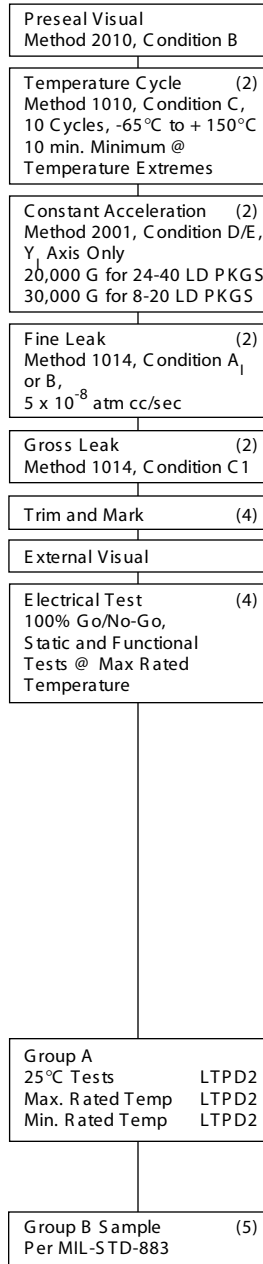 Preseal Visual
Method 2010, Condition B
Temperature Cycle (2)
Method 1010, Condition C,
10 Cycles, -65°C to + 150°C
10 min. Minimum @
Temperature Extremes
Constant Acceleration (2)
Method 2001, Condition D/E,
Y_I Axis Only
20,000 G for 24-40 LD PKGS
30,000 G for 8-20 LD PKGS
Fine Leak (2)
Method 1014, Condition A_I
or B,
5 x 10^-8 atm cc/sec
Gross Leak (2)
Method 1014, Condition C1
Trim and Mark (4)
External Visual
Electrical Test (4)
100% Go/No-Go,
Static and Functional
Tests @ Max Rated
Temperature
Group A
25°C Tests LTPD2
Max. Rated Temp LTPD2
Min. Rated Temp LTPD2
Group B Sample (5)
Per MIL-STD-883